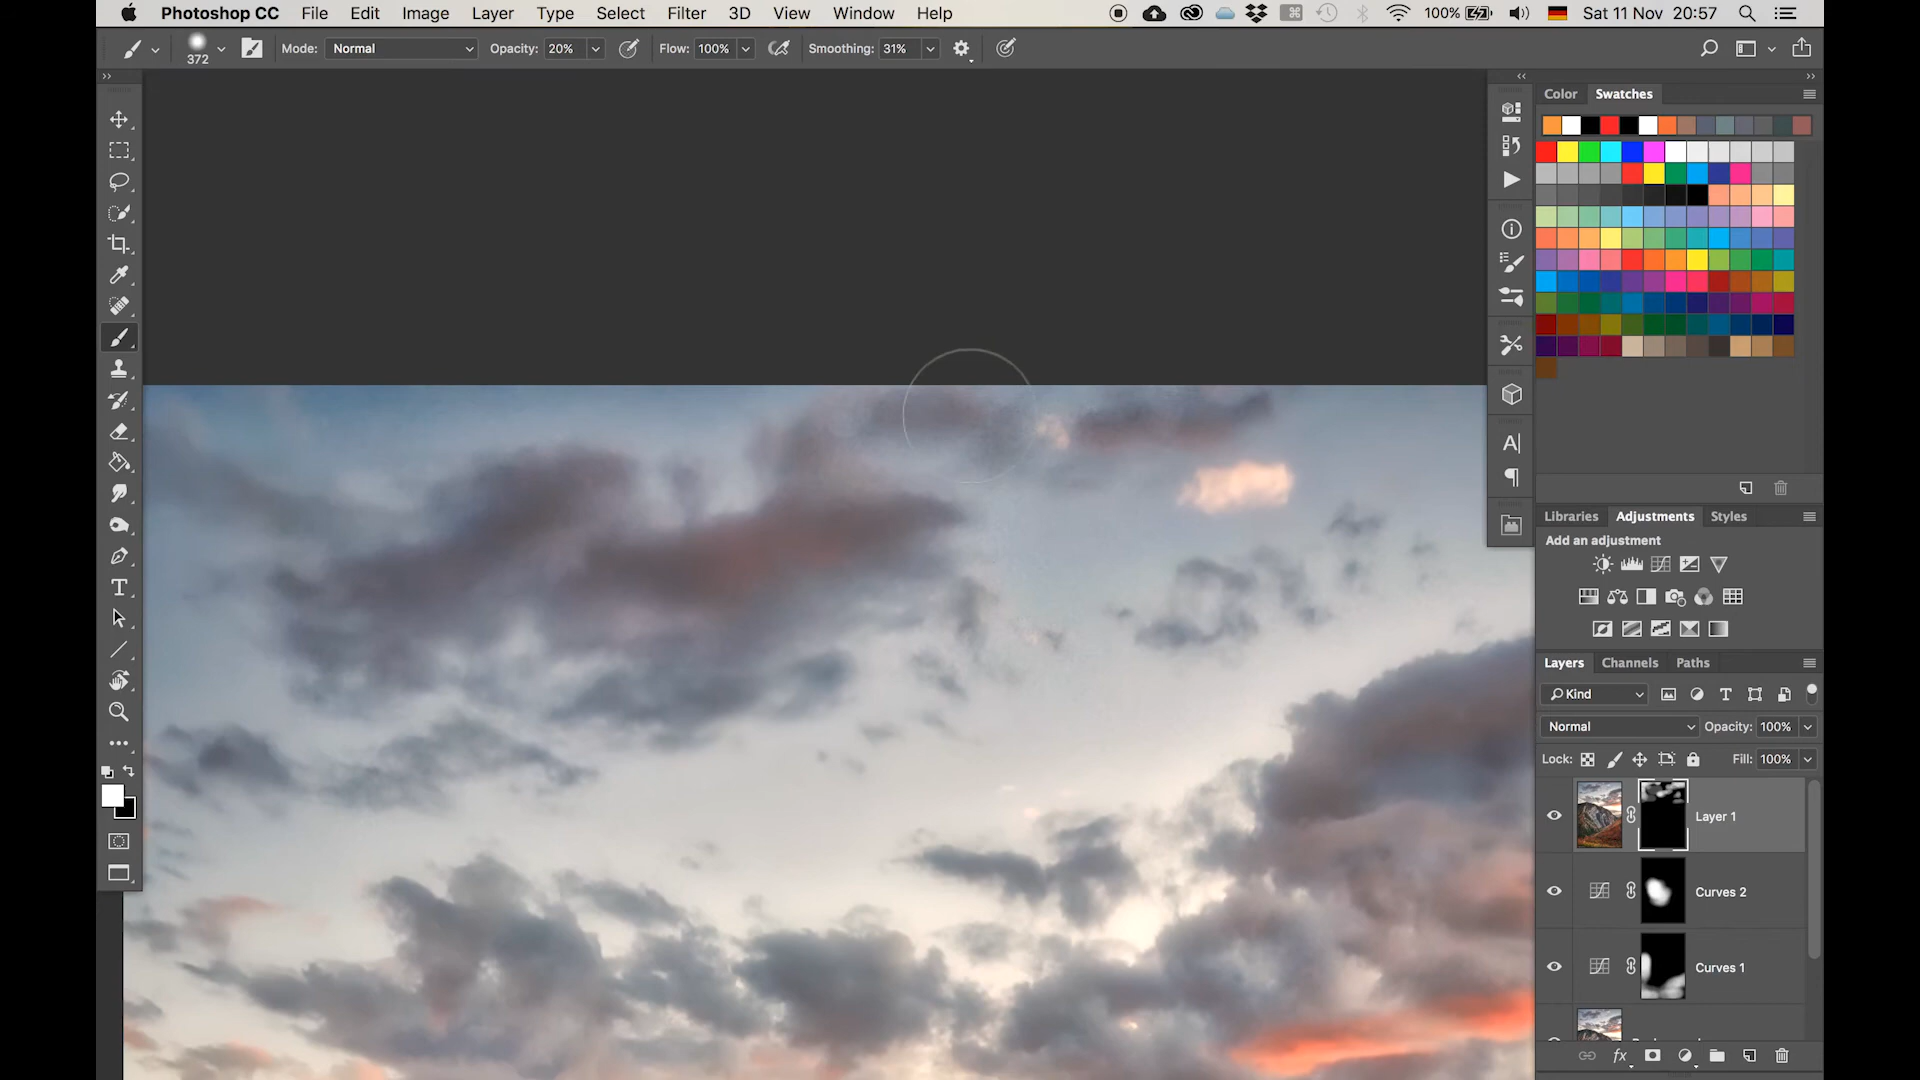 Photoshop CC File Edit Image Layer Type Select Filter 3D View Window Help 100% Sat 11 Nov 20:57
372 Mode: Normal Opacity: 20% Flow: 100% Smoothing: 31%
Color Swatches
Libraries Adjustments Styles
Add an adjustment
Layers Channels Paths
Kind
Normal Opacity: 100%
Lock: Fill: 100%
Layer 1
Curves 2
Curves 1